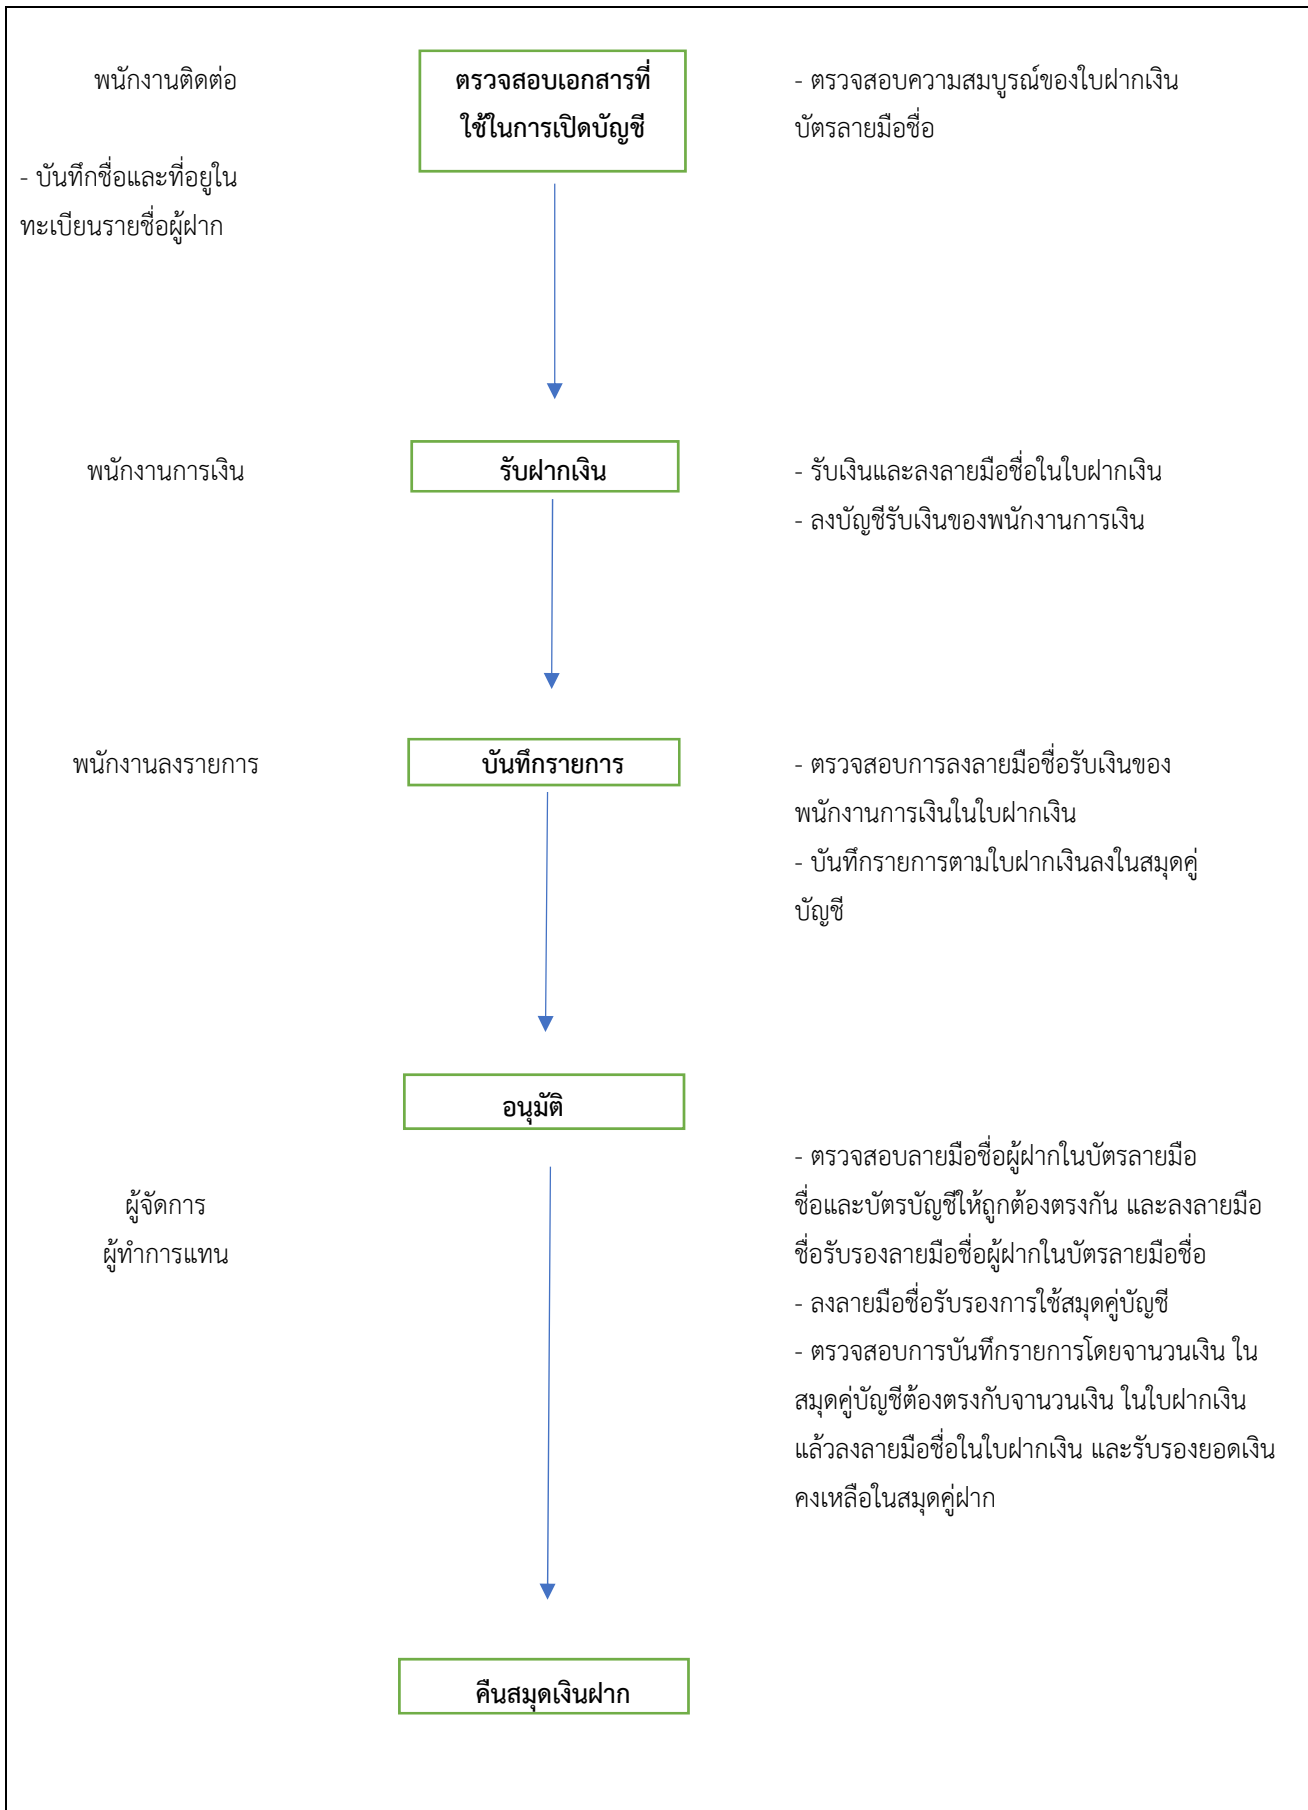 พนักงานติดต่อ
ตรวจสอบเอกสารที่
ใช้ในการเปิดบัญชี
- ตรวจสอบความสมบูรณ์ของใบฝากเงิน
บัตรลายมือชื่อ
- บันทึกชื่อและที่อยู่ใน
ทะเบียนรายชื่อผู้ฝาก
พนักงานการเงิน
รับฝากเงิน
- รับเงินและลงลายมือชื่อในใบฝากเงิน
- ลงบัญชีรับเงินของพนักงานการเงิน
พนักงานลงรายการ
บันทึกรายการ
- ตรวจสอบการลงลายมือชื่อรับเงินของ
พนักงานการเงินในใบฝากเงิน
- บันทึกรายการตามใบฝากเงินลงในสมุดคู่
บัญชี
อนุมัติ
ผู้จัดการ
ผู้ทำการแทน
- ตรวจสอบลายมือชื่อผู้ฝากในบัตรลายมือ
ชื่อและบัตรบัญชีให้ถูกต้องตรงกัน และลงลายมือ
ชื่อรับรองลายมือชื่อผู้ฝากในบัตรลายมือชื่อ
- ลงลายมือชื่อรับรองการใช้สมุดคู่บัญชี
- ตรวจสอบการบันทึกรายการโดยจานวนเงิน ใน
สมุดคู่บัญชีต้องตรงกับจานวนเงิน ในใบฝากเงิน
แล้วลงลายมือชื่อในใบฝากเงิน และรับรองยอดเงิน
คงเหลือในสมุดคู่ฝาก
คืนสมุดเงินฝาก